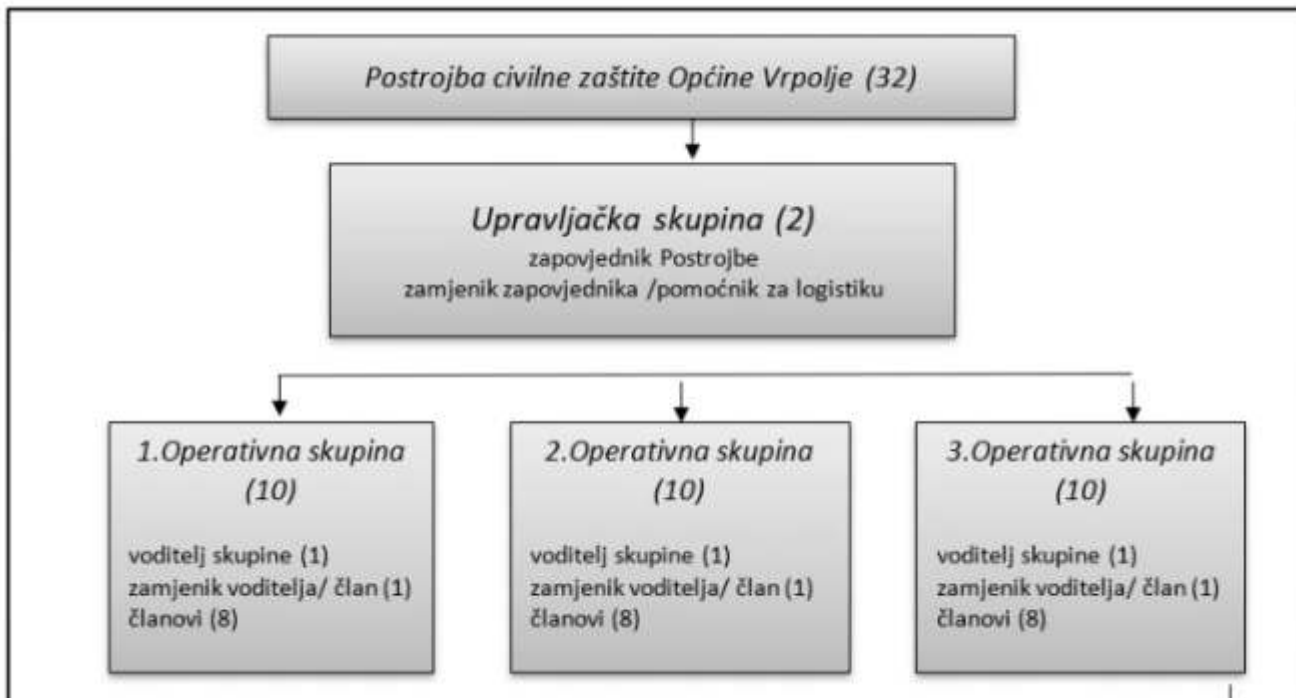 Postrojba civilne zaštite Općine Vrpolje (32)
Upravljačka skupina (2)
zapovjednik Postrojbe
zamjenik zapovjednika /pomoćnik za logistiku
1.Operativna skupina
(10)
voditelj skupine (1)
zamjenik voditelja/ član (1)
članovi (8)
2.Operativna skupina
(10)
voditelj skupine (1)
zamjenik voditelja/ član (1)
članovi (8)
3.Operativna skupina
(10)
voditelj skupine (1)
zamjenik voditelja/ član (1)
članovi (8)